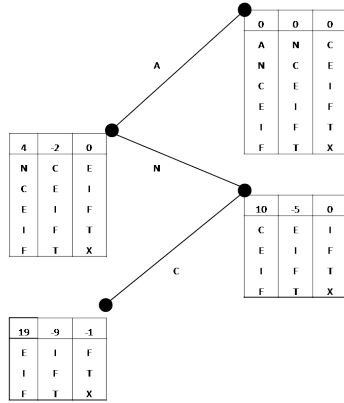 0 0 0
A N C
N C E
C E I
E I F
I F T
F T X
A
4 -2 0
N C E
C E I
E I F
I F T
F T X
N
10 -5 0
C E I
E I F
I F T
F T X
C
19 -9 -1
E I F
I F T
F T X